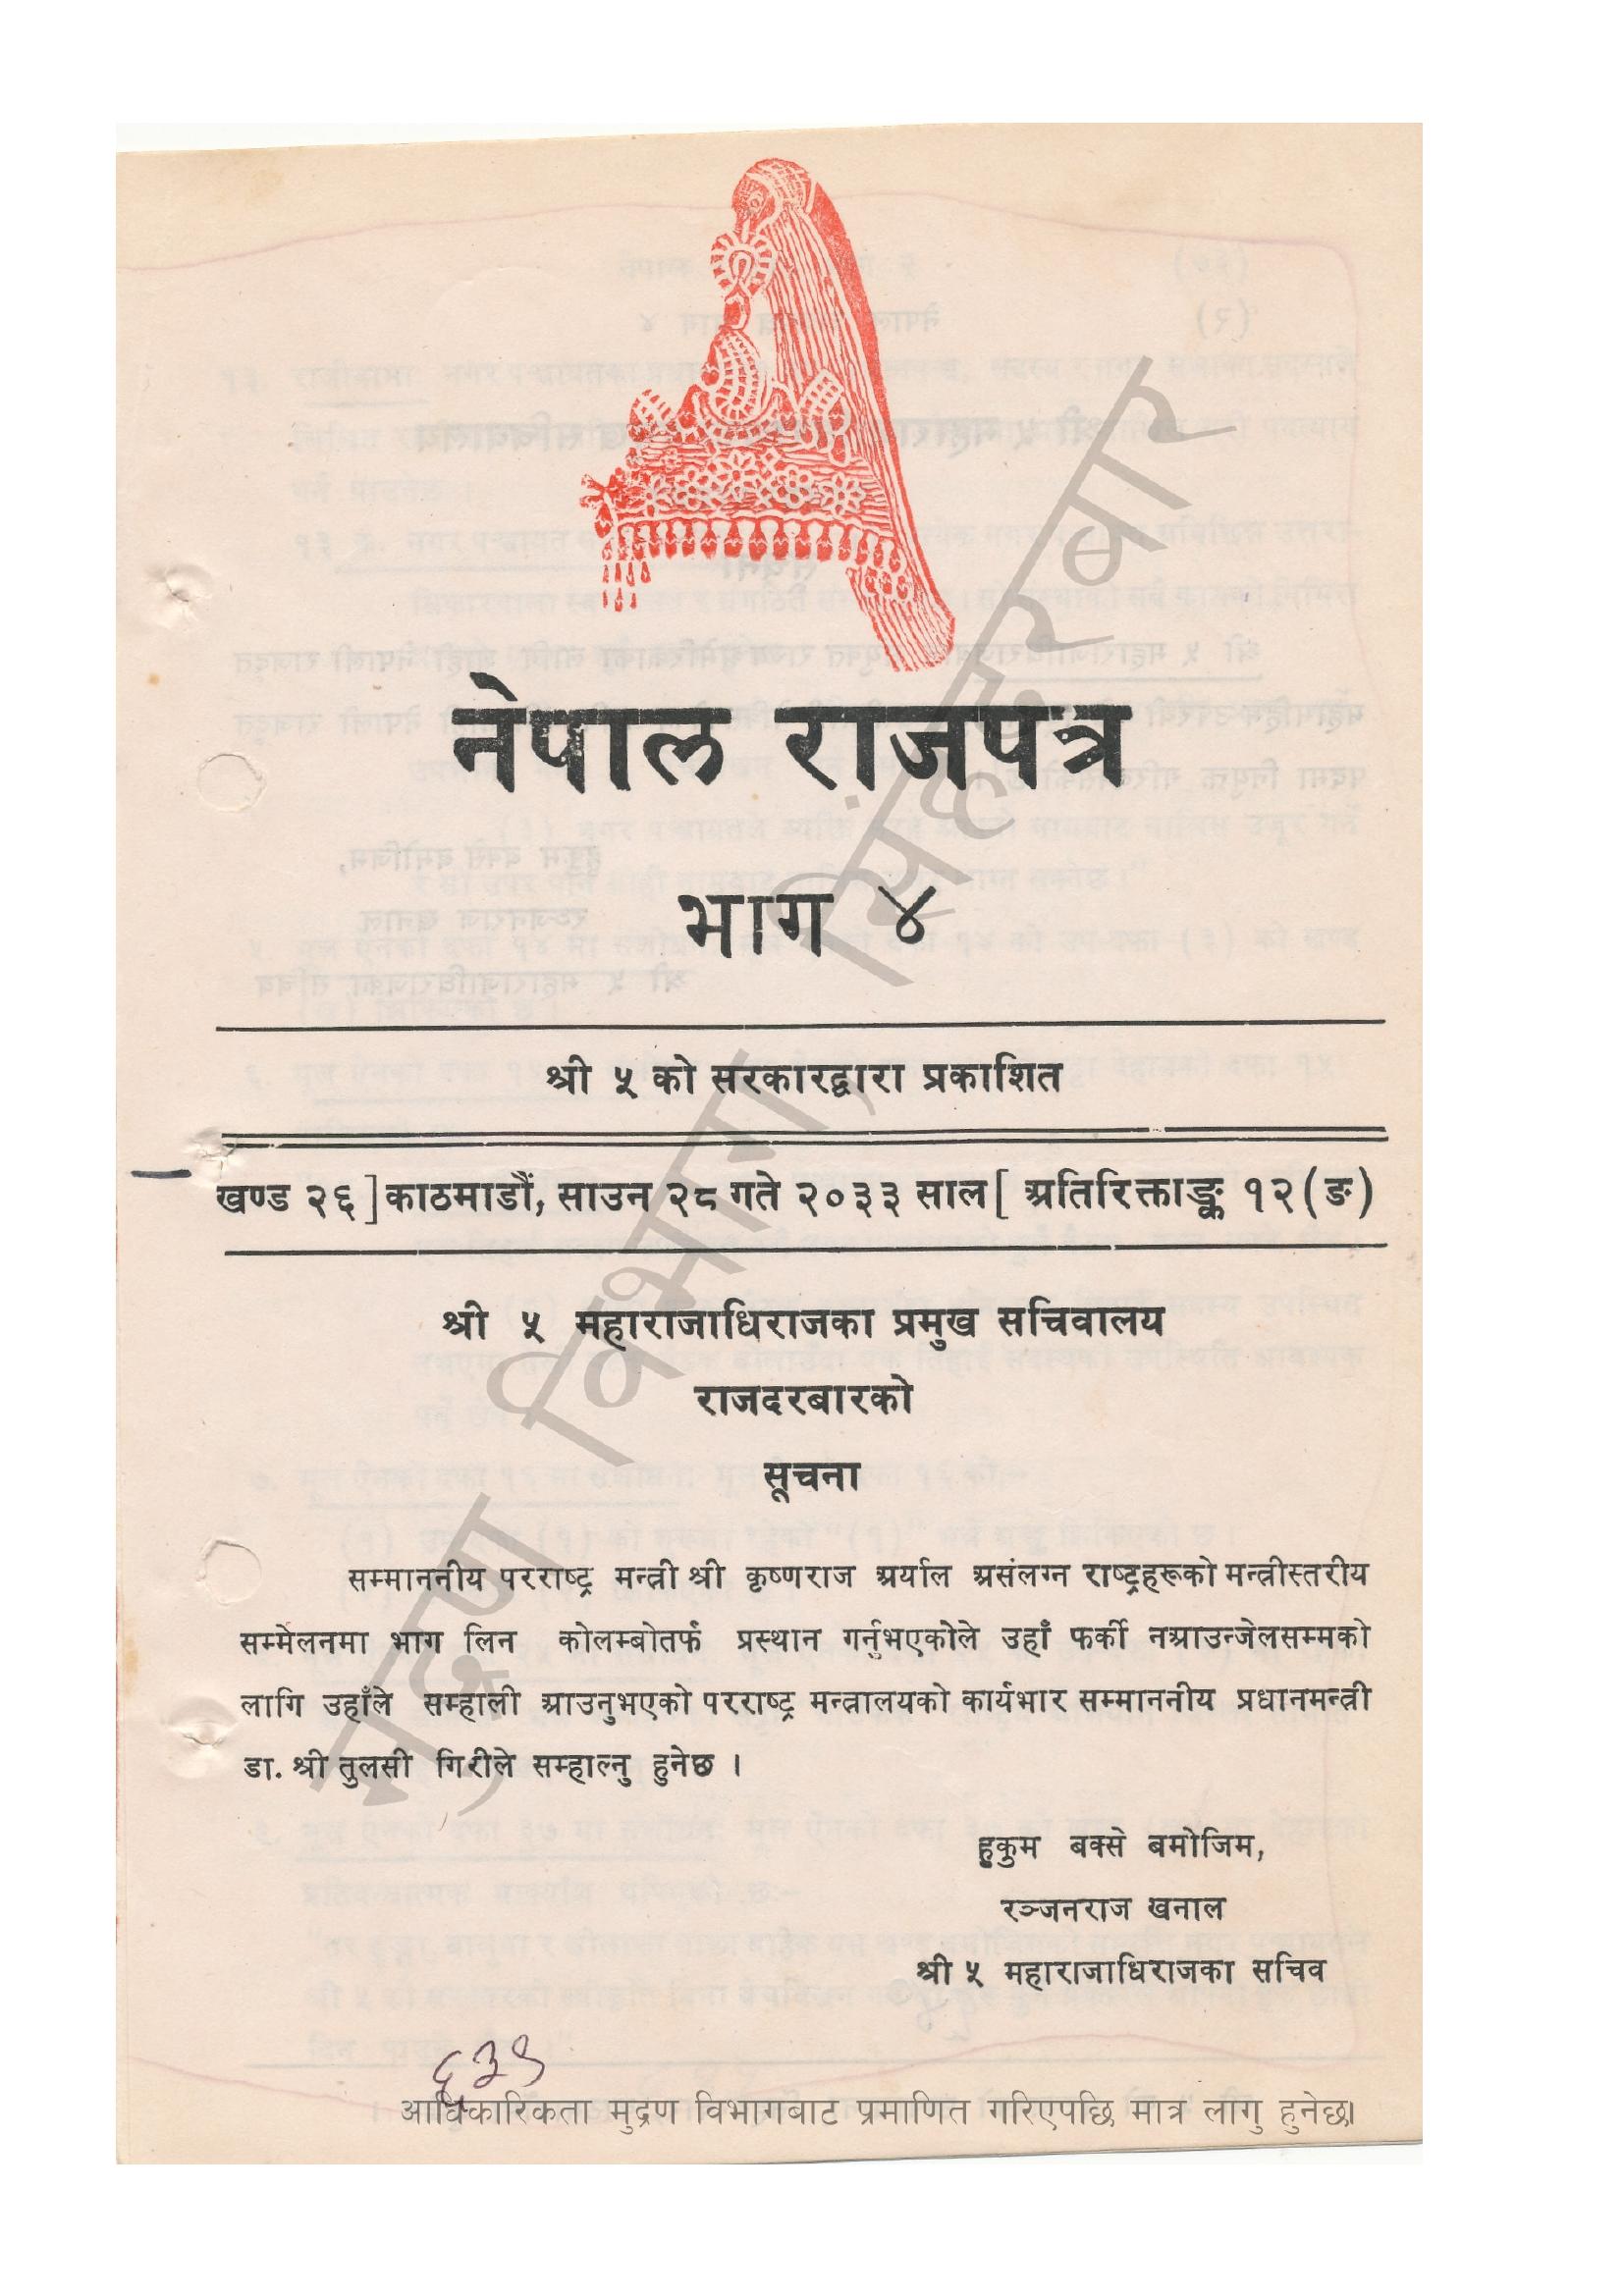 नेपाल राजपत्र
भाग ४
श्री ५ को सरकारद्वारा प्रकाशित
खण्ड २६] काठमाडौं, साउन २८ गते २०३३ साल [ अतिरिक्ताङ्क १२(ङ)
श्री ५ महाराजाधिराजका प्रमुख सचिवालय
राजदरबारको
सूचना
सम्माननीय परराष्ट्र मन्त्री श्री कृष्णराज अर्याल असंलग्न राष्ट्रहरूको मन्त्रीस्तरीय
सम्मेलनमा भाग लिन कोलम्बोतर्फ प्रस्थान गर्नुभएकोले उहाँ फर्की नआउन्जेलसम्मको
लागि उहाँले सम्हाली आउनुभएको परराष्ट्र मन्त्रालयको कार्यभार सम्माननीय प्रधानमन्त्री
डा. श्री तुलसी गिरीले सम्हाल्नु हुनेछ ।
हुकुम बक्से बमोजिम,
रञ्जनराज खनाल
श्री ५ महाराजाधिराजका सचिव
६३९
आधिकारिकता मुद्रण विभागबाट प्रमाणित गरिएपछि मात्र लागु हुनेछ।
मुद्रण विभाग, सिंहदरबार